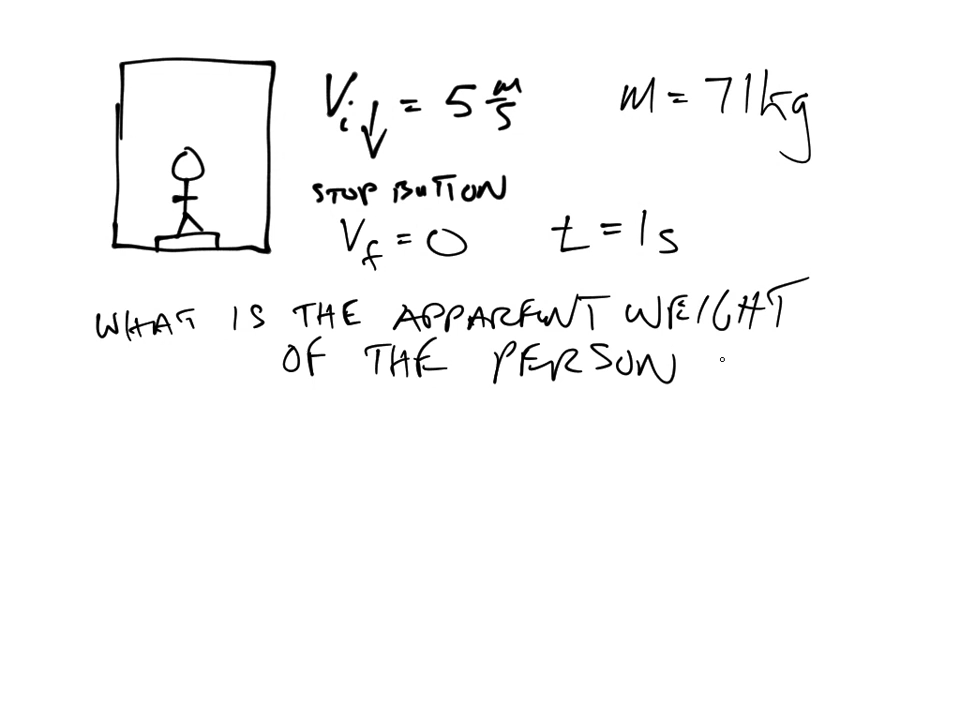 Vi↓ = 5 m/s
m = 71kg
STOP BUTTON
Vf = 0
t = 1s
WHAT IS THE APPARENT WEIGHT
OF THE PERSON